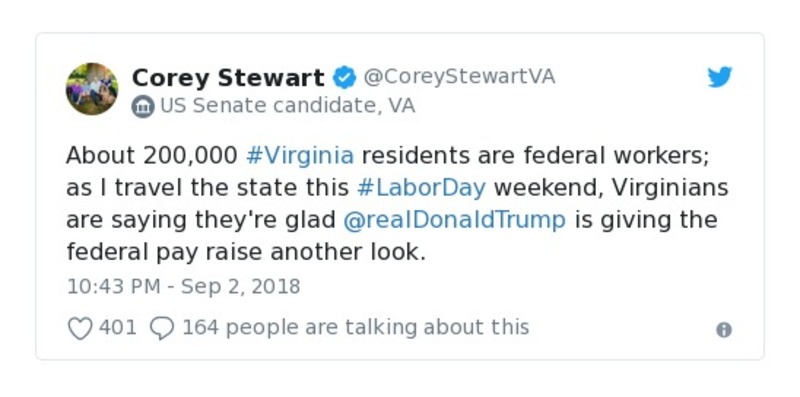 Corey Stewart @CoreyStewartVA
US Senate candidate, VA
About 200,000 #Virginia residents are federal workers;
as I travel the state this #LaborDay weekend, Virginians
are saying they're glad @realDonaldTrump is giving the
federal pay raise another look.
10:43 PM - Sep 2, 2018
401 164 people are talking about this